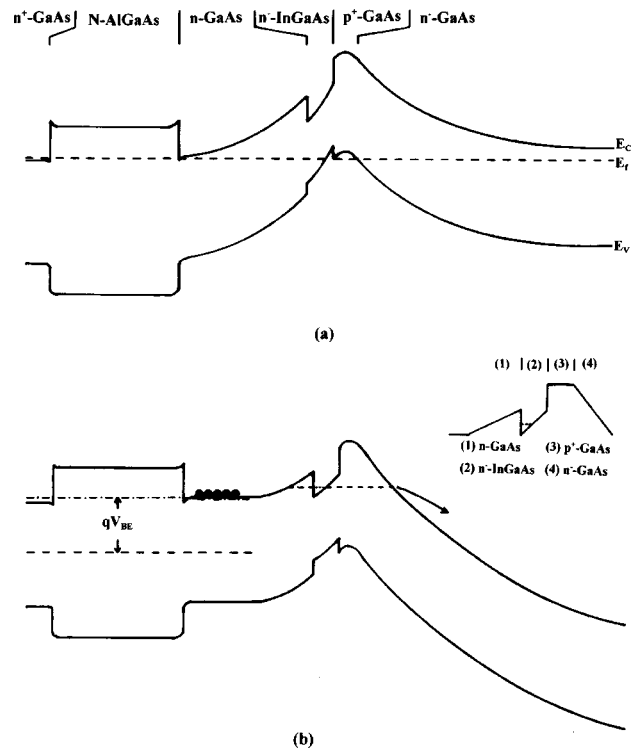 n⁺-GaAs N-AlGaAs n-GaAs n⁻-InGaAs p⁺-GaAs n⁻-GaAs
E_C
E_f
E_V
(a)
(1) (2) (3) (4)
(1) n-GaAs (3) p⁺-GaAs
(2) n⁻-InGaAs (4) n⁻-GaAs
qV_BE
(b)